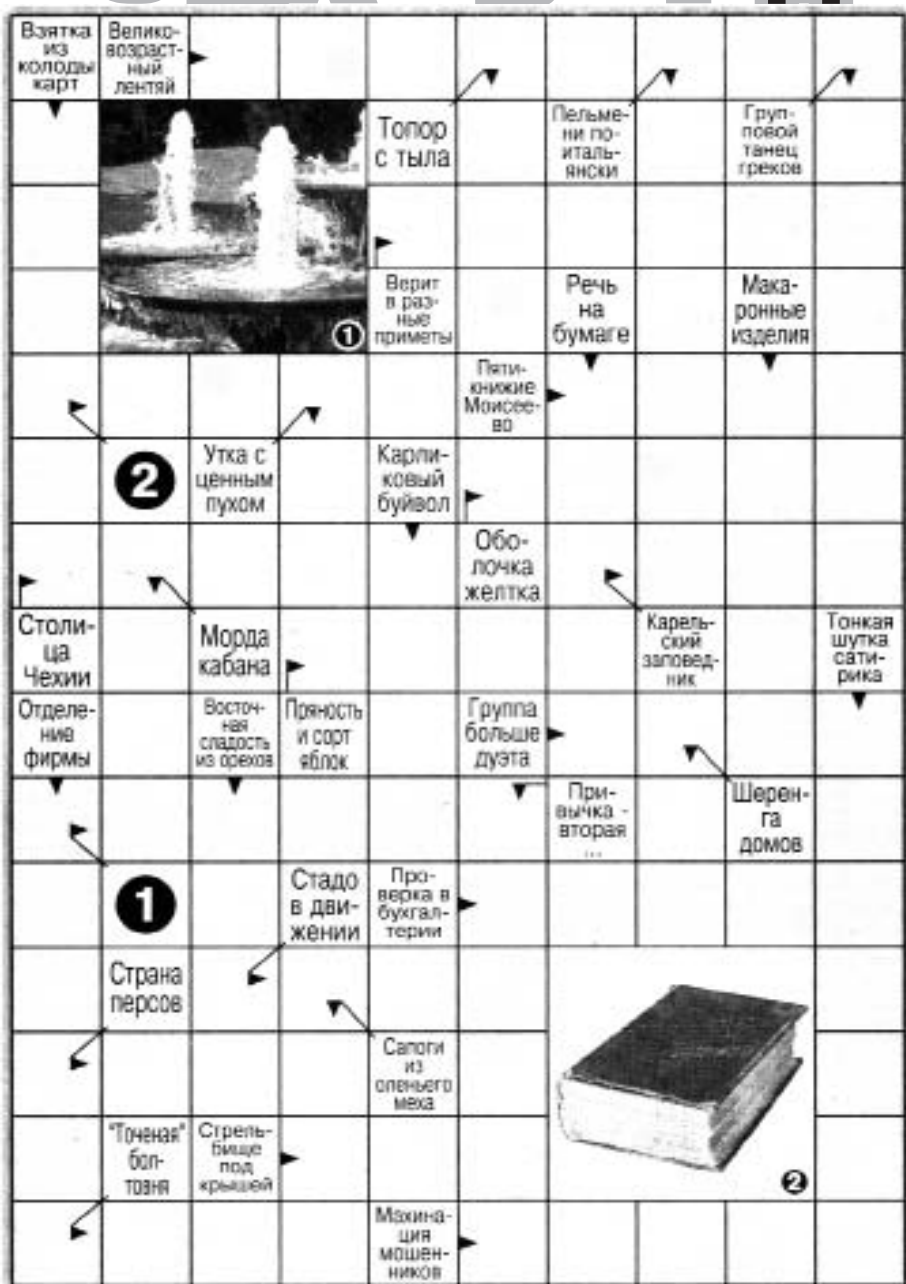 Взятка
из
колоды
карт
Велико-
возраст-
ный
лентяй
Топор
с тыла
Пельме-
ни по-
италь-
янски
Груп-
повой
танец
греков
Верит
в раз-
ные
приметы
Речь
на
бумаге
Мака-
ронные
изделия
1
Пяти-
книжие
Моисее-
во
2
Утка с
ценным
пухом
Карли-
ковый
буйвол
Обо-
лочка
желтка
Столи-
ца
Чехии
Морда
кабана
Карель-
ский
заповед-
ник
Тонкая
шутка
сати-
рика
Отделе-
ние
фирмы
Восточ-
ная
сладость
из орехов
Пряность
и сорт
яблок
Группа
больше
дуэта
При-
вычка -
вторая
...
Шерен-
га
домов
1
Стадо
в дви-
жении
Про-
верка в
бухгал-
терии
Страна
персов
Сапоги
из
оленьего
меха
"Точеная"
бол-
товня
Стрель-
бище
под
крышей
2
Махина-
ция
мошен-
ников